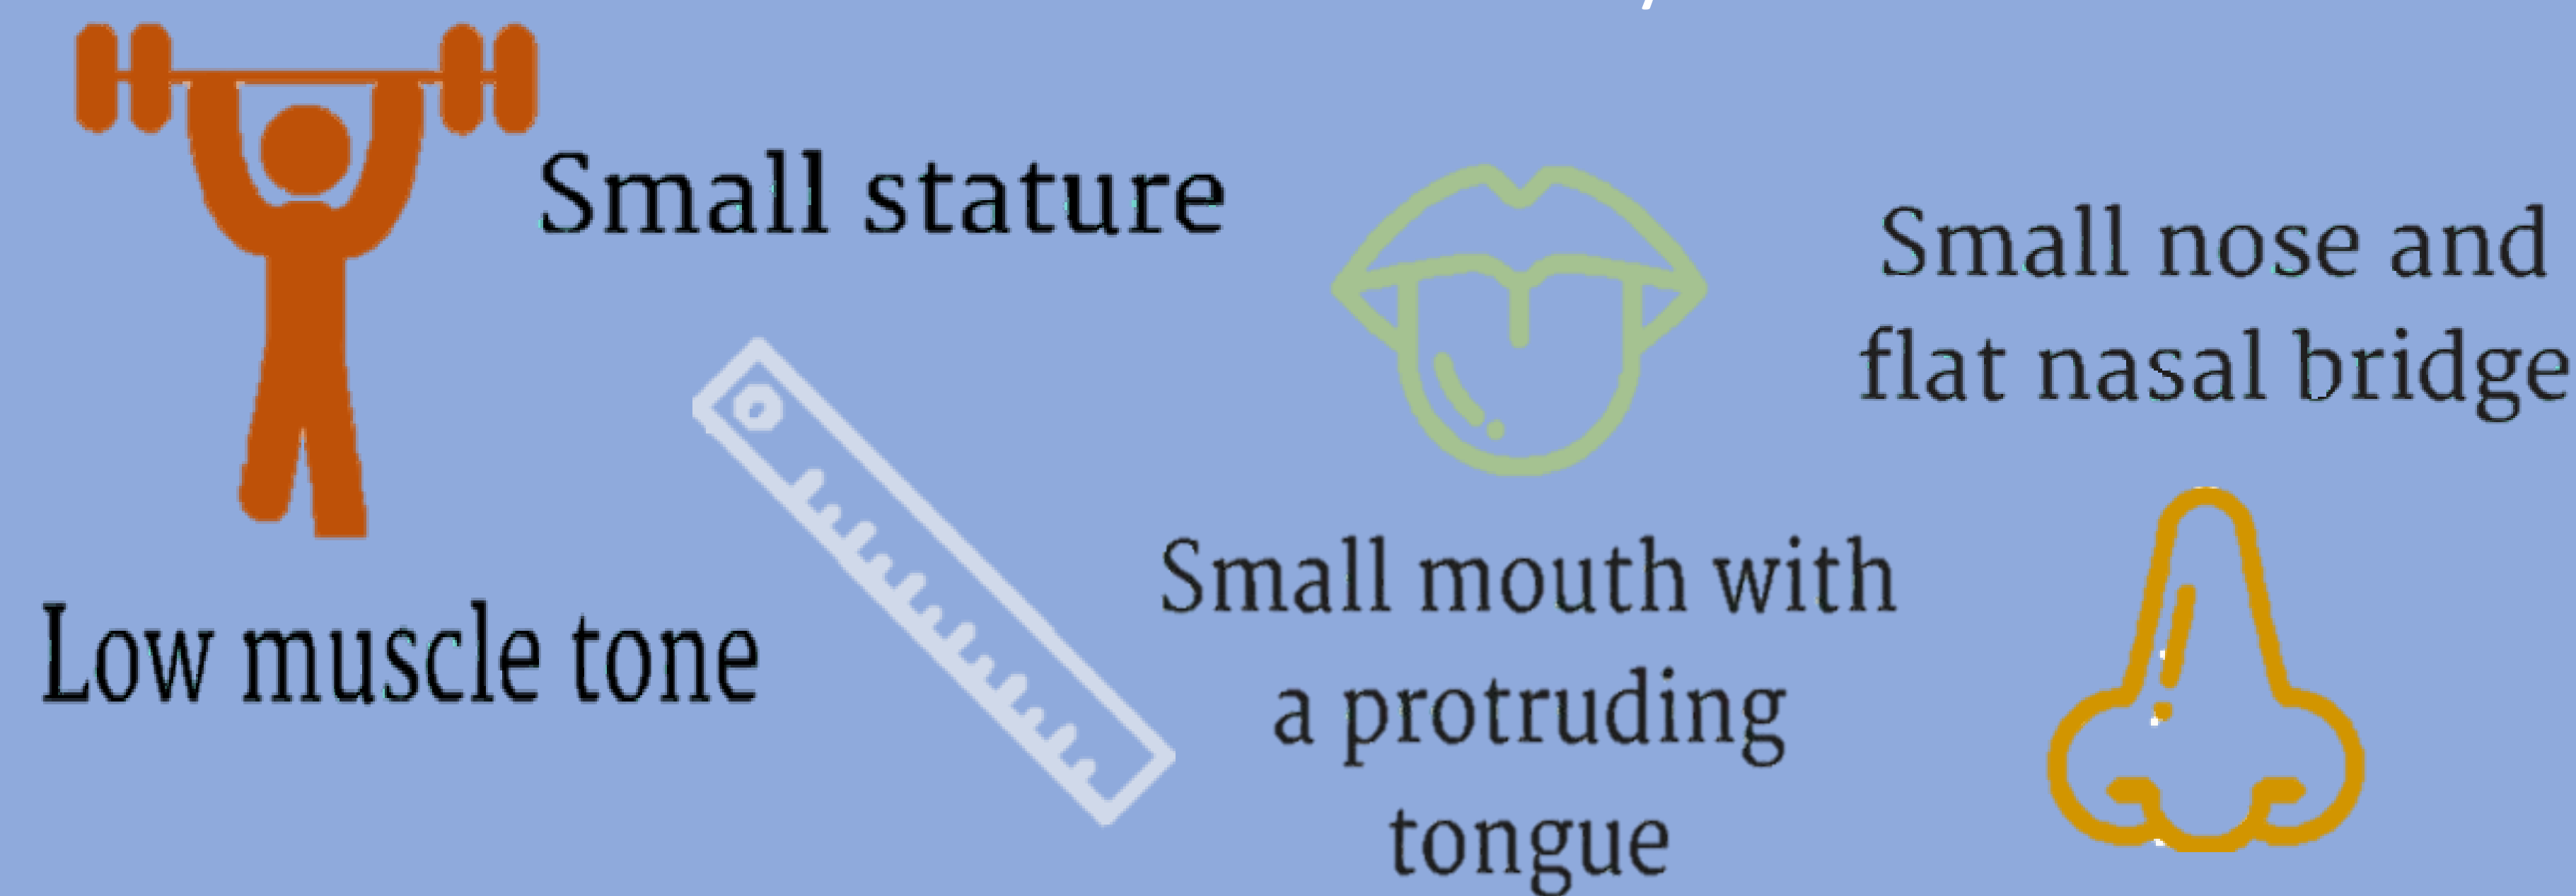 Small stature
Low muscle tone
Small mouth with
a protruding
tongue
Small nose and
flat nasal bridge